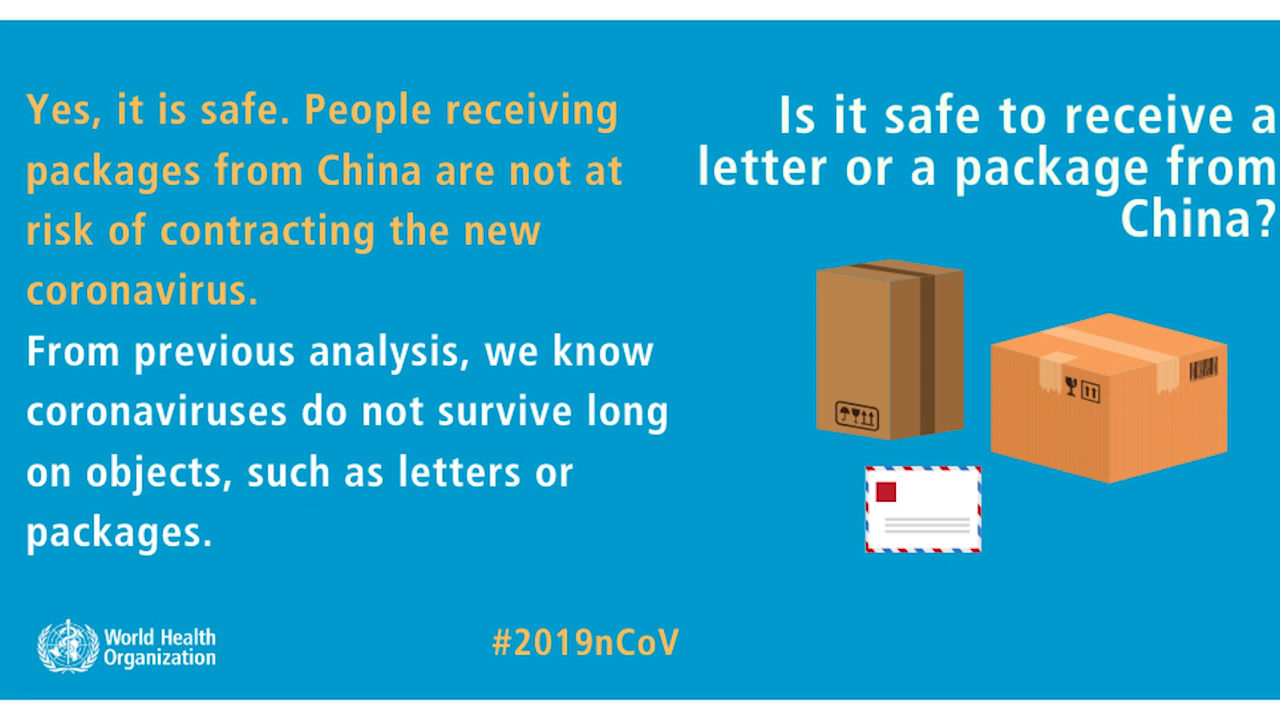 Is it safe to receive a
letter or a package from
China?
Yes, it is safe. People receiving
packages from China are not at
risk of contracting the new
coronavirus.
From previous analysis, we know
coronaviruses do not survive long
on objects, such as letters or
packages.
World Health
Organization
#2019nCoV